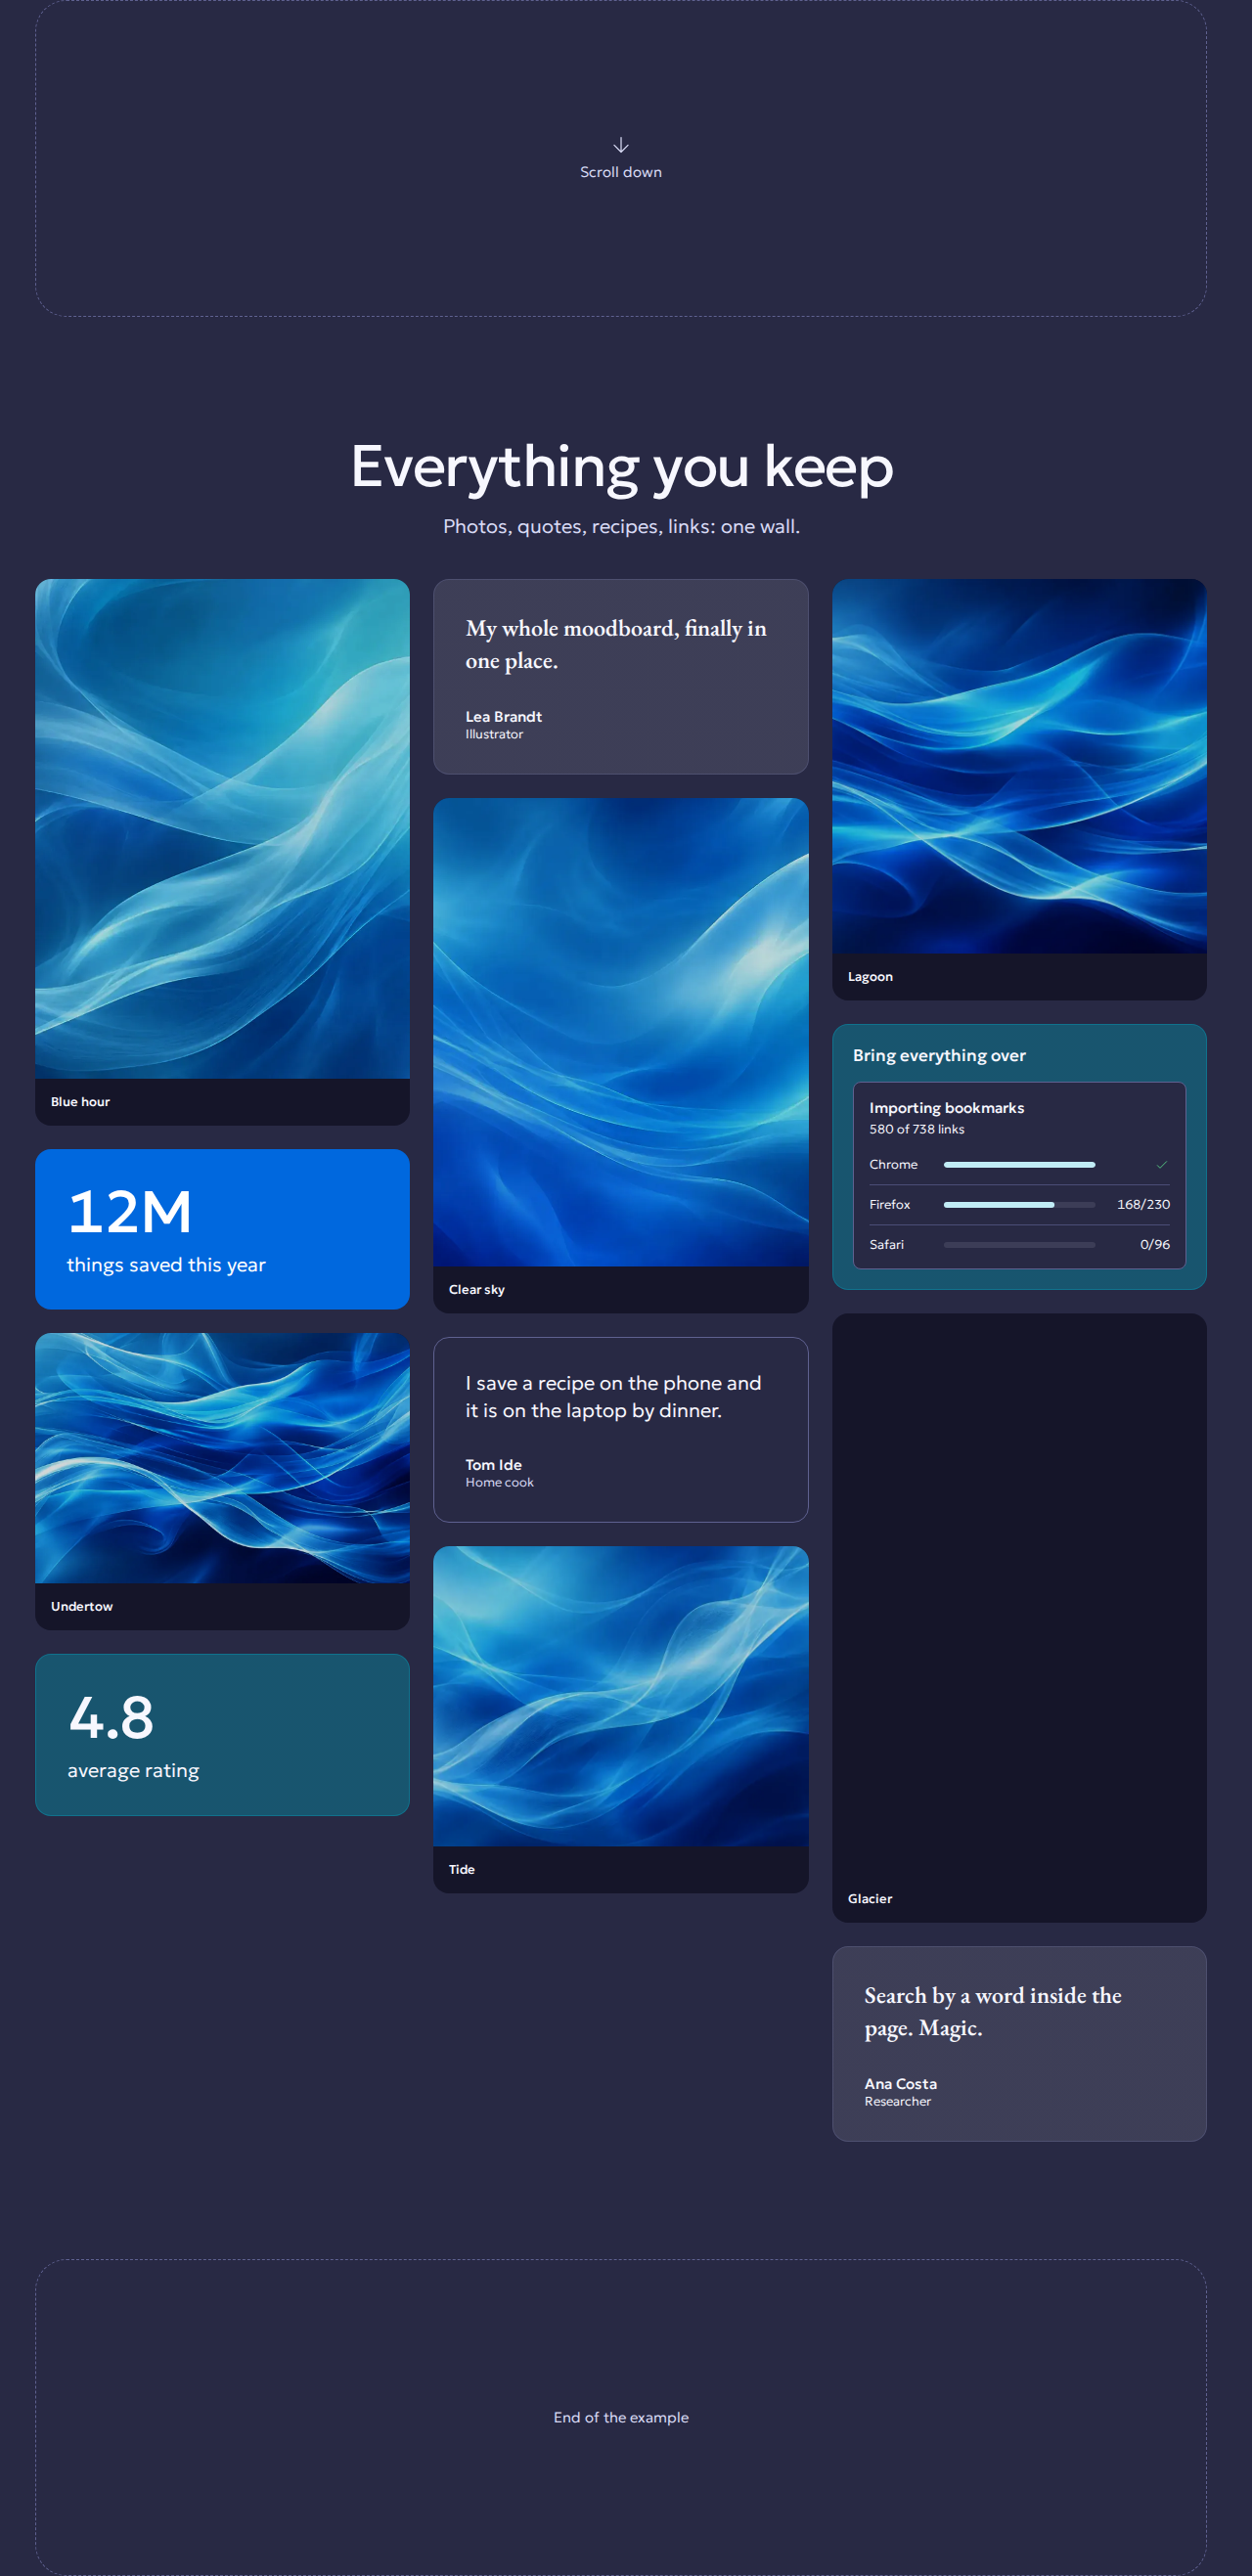 Scroll down
Everything you keep
Photos, quotes, recipes, links: one wall.
Blue hour
12M
things saved this year
Undertow
4.8
average rating
My whole moodboard, finally in
one place.
Lea Brandt
Illustrator
Clear sky
I save a recipe on the phone and
it is on the laptop by dinner.
Tom Ide
Home cook
Tide
Lagoon
Bring everything over
Importing bookmarks
580 of 738 links
Chrome
Firefox 168/230
Safari 0/96
Glacier
Search by a word inside the
page. Magic.
Ana Costa
Researcher
End of the example